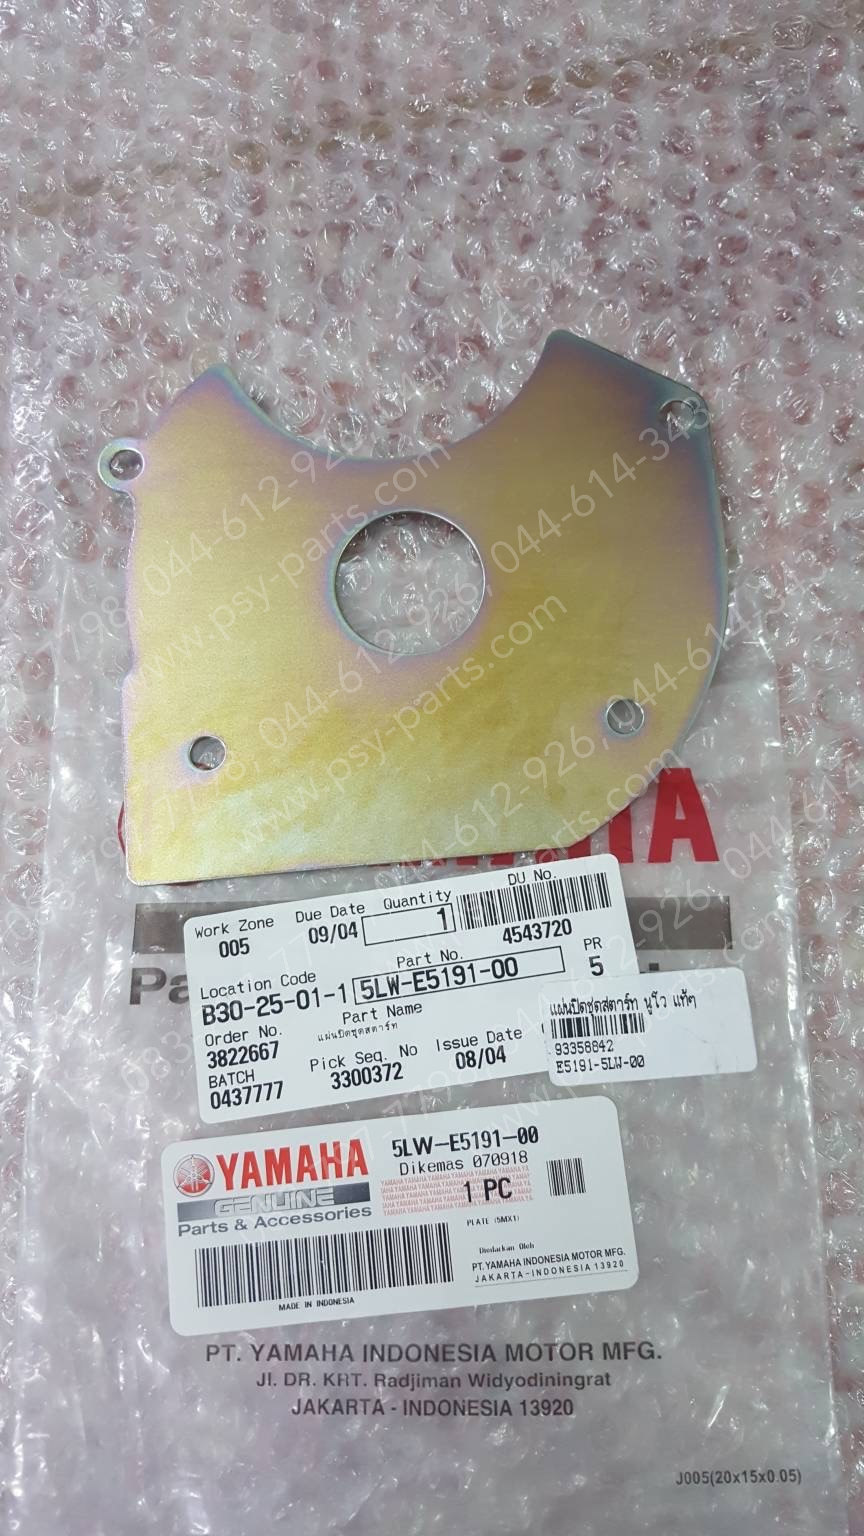 YAMAHA
Work Zone
005
Due Date
09/04
Quantity
1
DU No.
4543720
Location Code
B30-25-01-1
Part No.
5LW-E5191-00
PR
5
Part Name
แผ่นปิดชุดสตาร์ท
Order No.
3822667
BATCH
0437777
Pick Seq. No
3300372
Issue Date
08/04
แผ่นปิดชุดสตาร์ท นูโว แท้ๆ
93358842
E5191-5LW-00
YAMAHA
GENUINE
Parts & Accessories
5LW-E5191-00
Dikemas 070918
1 PC
PLATE (5MX1)
Diedarkan Oleh
PT. YAMAHA INDONESIA MOTOR MFG.
JAKARTA-INDONESIA 13920
MADE IN INDONESIA
PT. YAMAHA INDONESIA MOTOR MFG.
Jl. DR. KRT. Radjiman Widyodiningrat
JAKARTA - INDONESIA 13920
J005(20x15x0.05)
www.psy-parts.com
044-612-926, 044-614-343